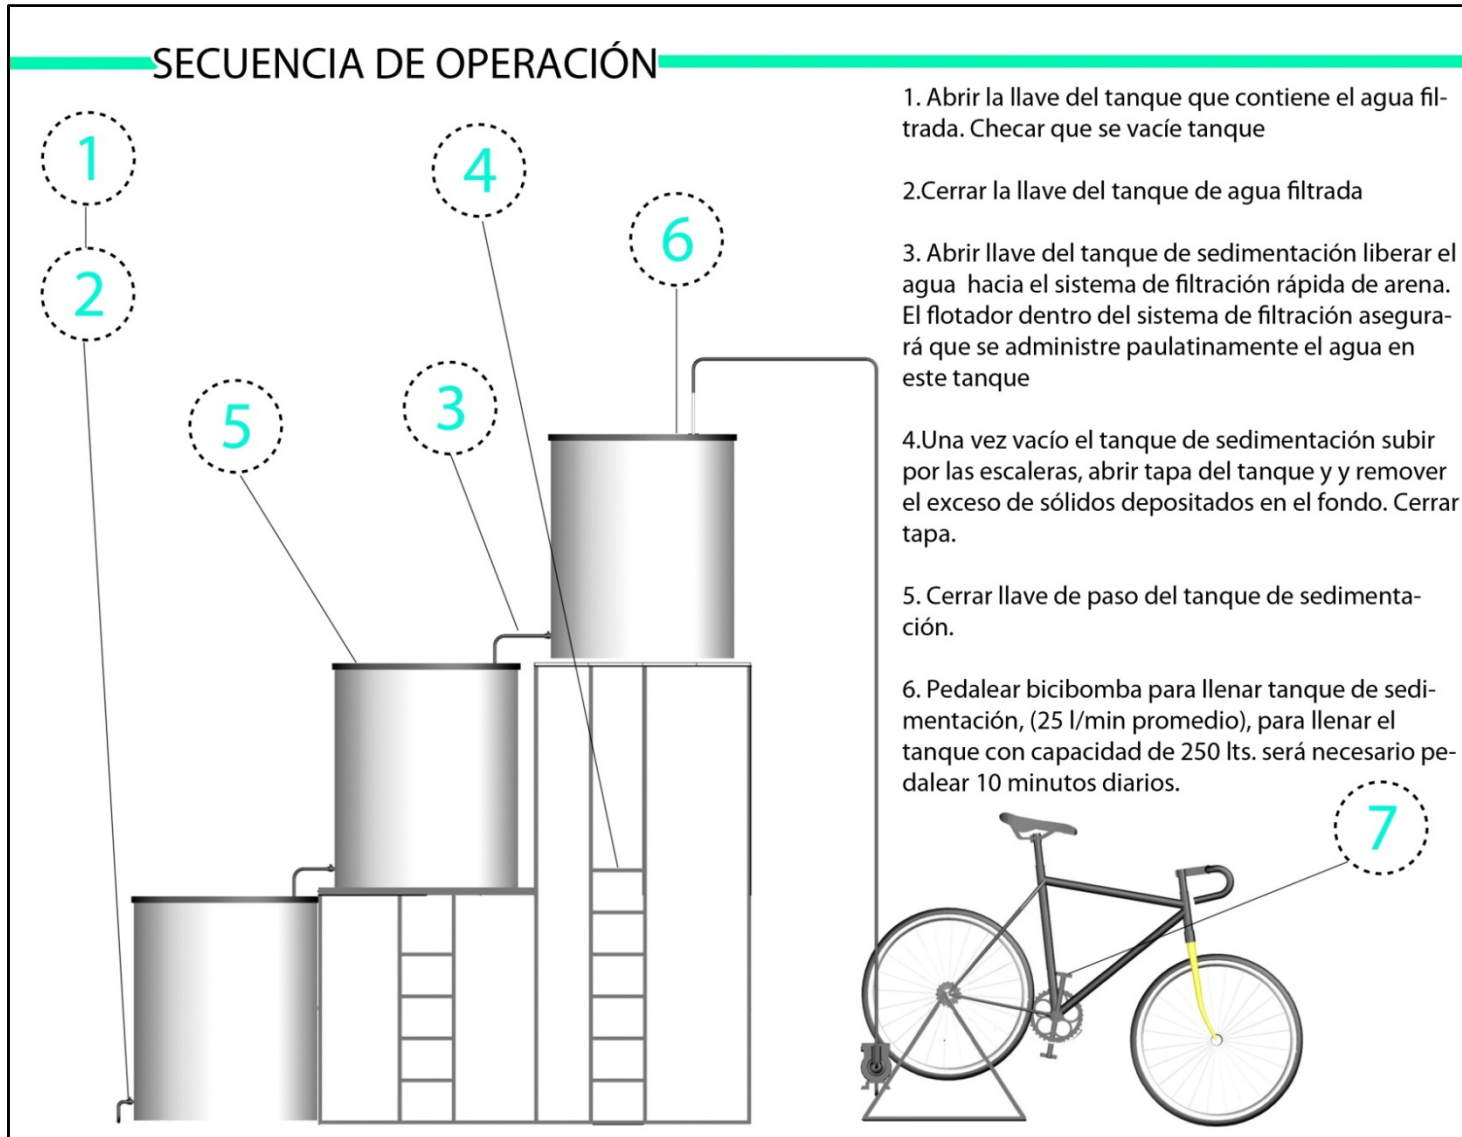 SECUENCIA DE OPERACIÓN
1. Abrir la llave del tanque que contiene el agua fil-
trada. Checar que se vacíe tanque
2.Cerrar la llave del tanque de agua filtrada
3. Abrir llave del tanque de sedimentación liberar el
agua hacia el sistema de filtración rápida de arena.
El flotador dentro del sistema de filtración asegura-
rá que se administre paulatinamente el agua en
este tanque
4.Una vez vacío el tanque de sedimentación subir
por las escaleras, abrir tapa del tanque y y remover
el exceso de sólidos depositados en el fondo. Cerrar
tapa.
5. Cerrar llave de paso del tanque de sedimenta-
ción.
6. Pedalear bicibomba para llenar tanque de sedi-
mentación, (25 l/min promedio), para llenar el
tanque con capacidad de 250 lts. será necesario pe-
dalear 10 minutos diarios.
1
2
3
4
5
6
7